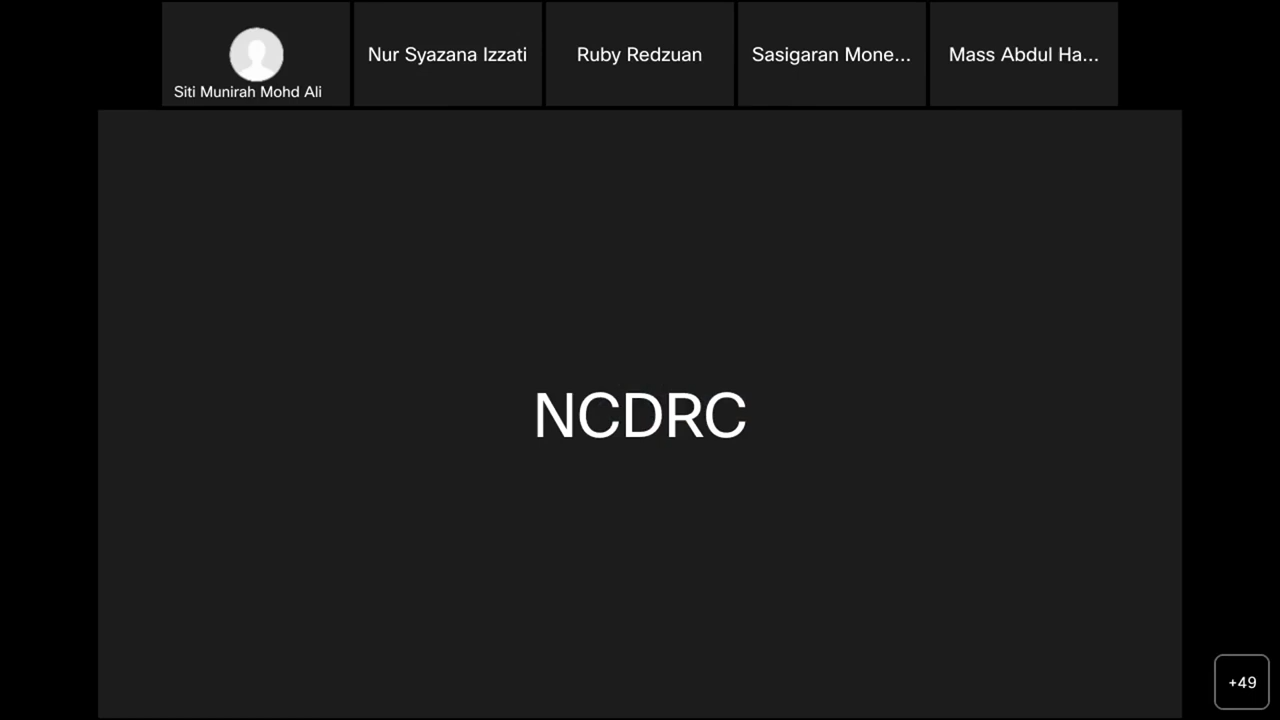 Siti Munirah Mohd Ali
Nur Syazana Izzati
Ruby Redzuan
Sasigaran Mone...
Mass Abdul Ha...
NCDRC
+49